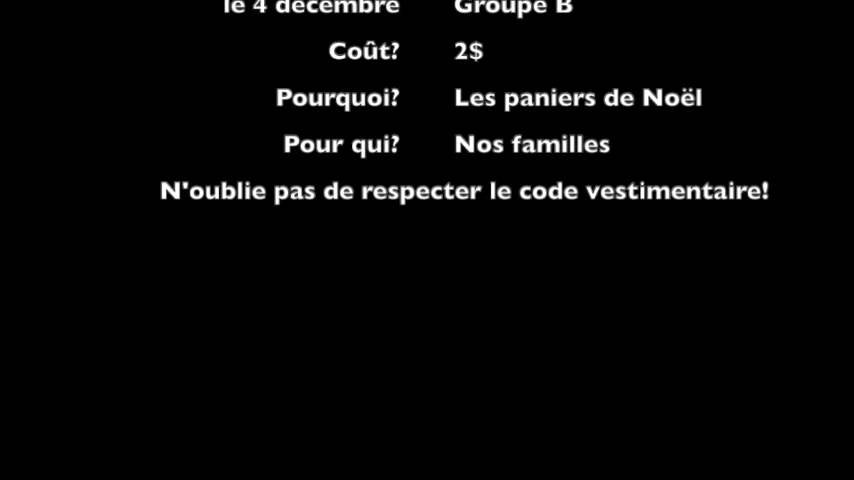 le 4 décembre Groupe B
Coût? 2$
Pourquoi? Les paniers de Noël
Pour qui? Nos familles
N'oublie pas de respecter le code vestimentaire!